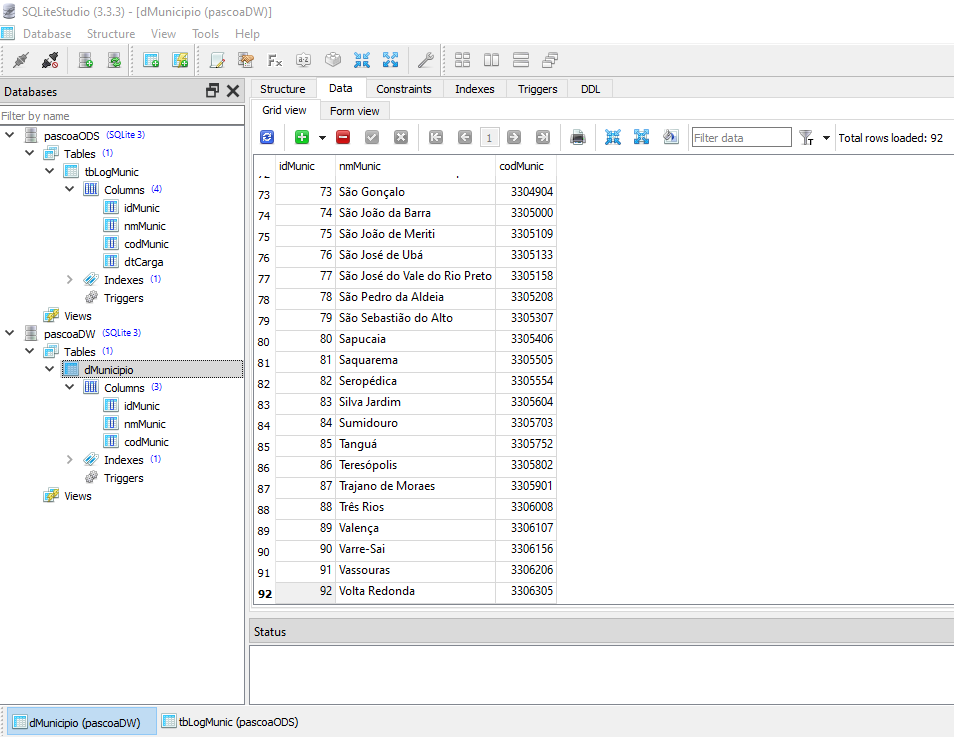 SQLiteStudio (3.3.3) - [dMunicipio (pascoaDW)]
Database Structure View Tools Help
Databases
Filter by name
pascoaODS (SQLite 3)
Tables (1)
tbLogMunic
Columns (4)
idMunic
nmMunic
codMunic
dtCarga
Indexes (1)
Triggers
Views
pascoaDW (SQLite 3)
Tables (1)
dMunicipio
Columns (3)
idMunic
nmMunic
codMunic
Indexes (1)
Triggers
Views
Structure Data Constraints Indexes Triggers DDL
Grid view Form view
1 Filter data Total rows loaded: 92
idMunic nmMunic codMunic
73 73 São Gonçalo 3304904
74 74 São João da Barra 3305000
75 75 São João de Meriti 3305109
76 76 São José de Ubá 3305133
77 77 São José do Vale do Rio Preto 3305158
78 78 São Pedro da Aldeia 3305208
79 79 São Sebastião do Alto 3305307
80 80 Sapucaia 3305406
81 81 Saquarema 3305505
82 82 Seropédica 3305554
83 83 Silva Jardim 3305604
84 84 Sumidouro 3305703
85 85 Tanguá 3305752
86 86 Teresópolis 3305802
87 87 Trajano de Moraes 3305901
88 88 Três Rios 3306008
89 89 Valença 3306107
90 90 Varre-Sai 3306156
91 91 Vassouras 3306206
92 92 Volta Redonda 3306305
Status
dMunicipio (pascoaDW) tbLogMunic (pascoaODS)